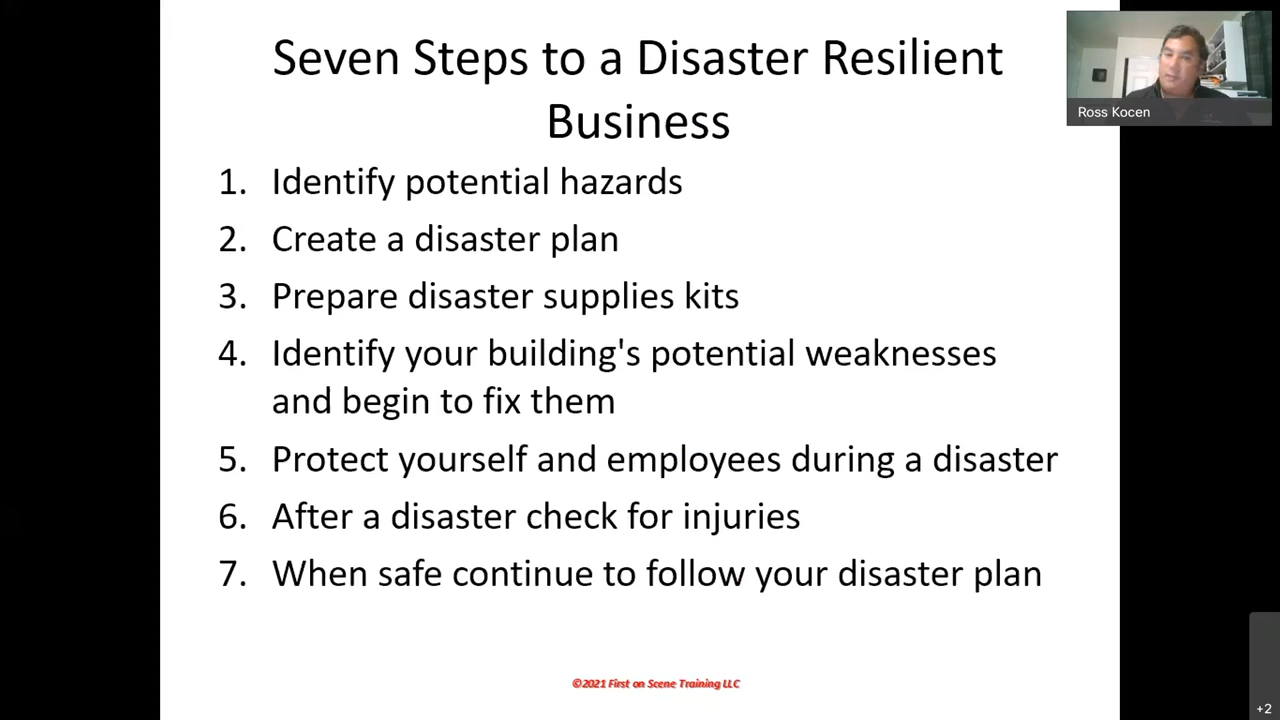 Seven Steps to a Disaster Resilient
Business
Ross Kocen
1. Identify potential hazards
2. Create a disaster plan
3. Prepare disaster supplies kits
4. Identify your building's potential weaknesses
and begin to fix them
5. Protect yourself and employees during a disaster
6. After a disaster check for injuries
7. When safe continue to follow your disaster plan
©2021 First on Scene Training LLC
+2